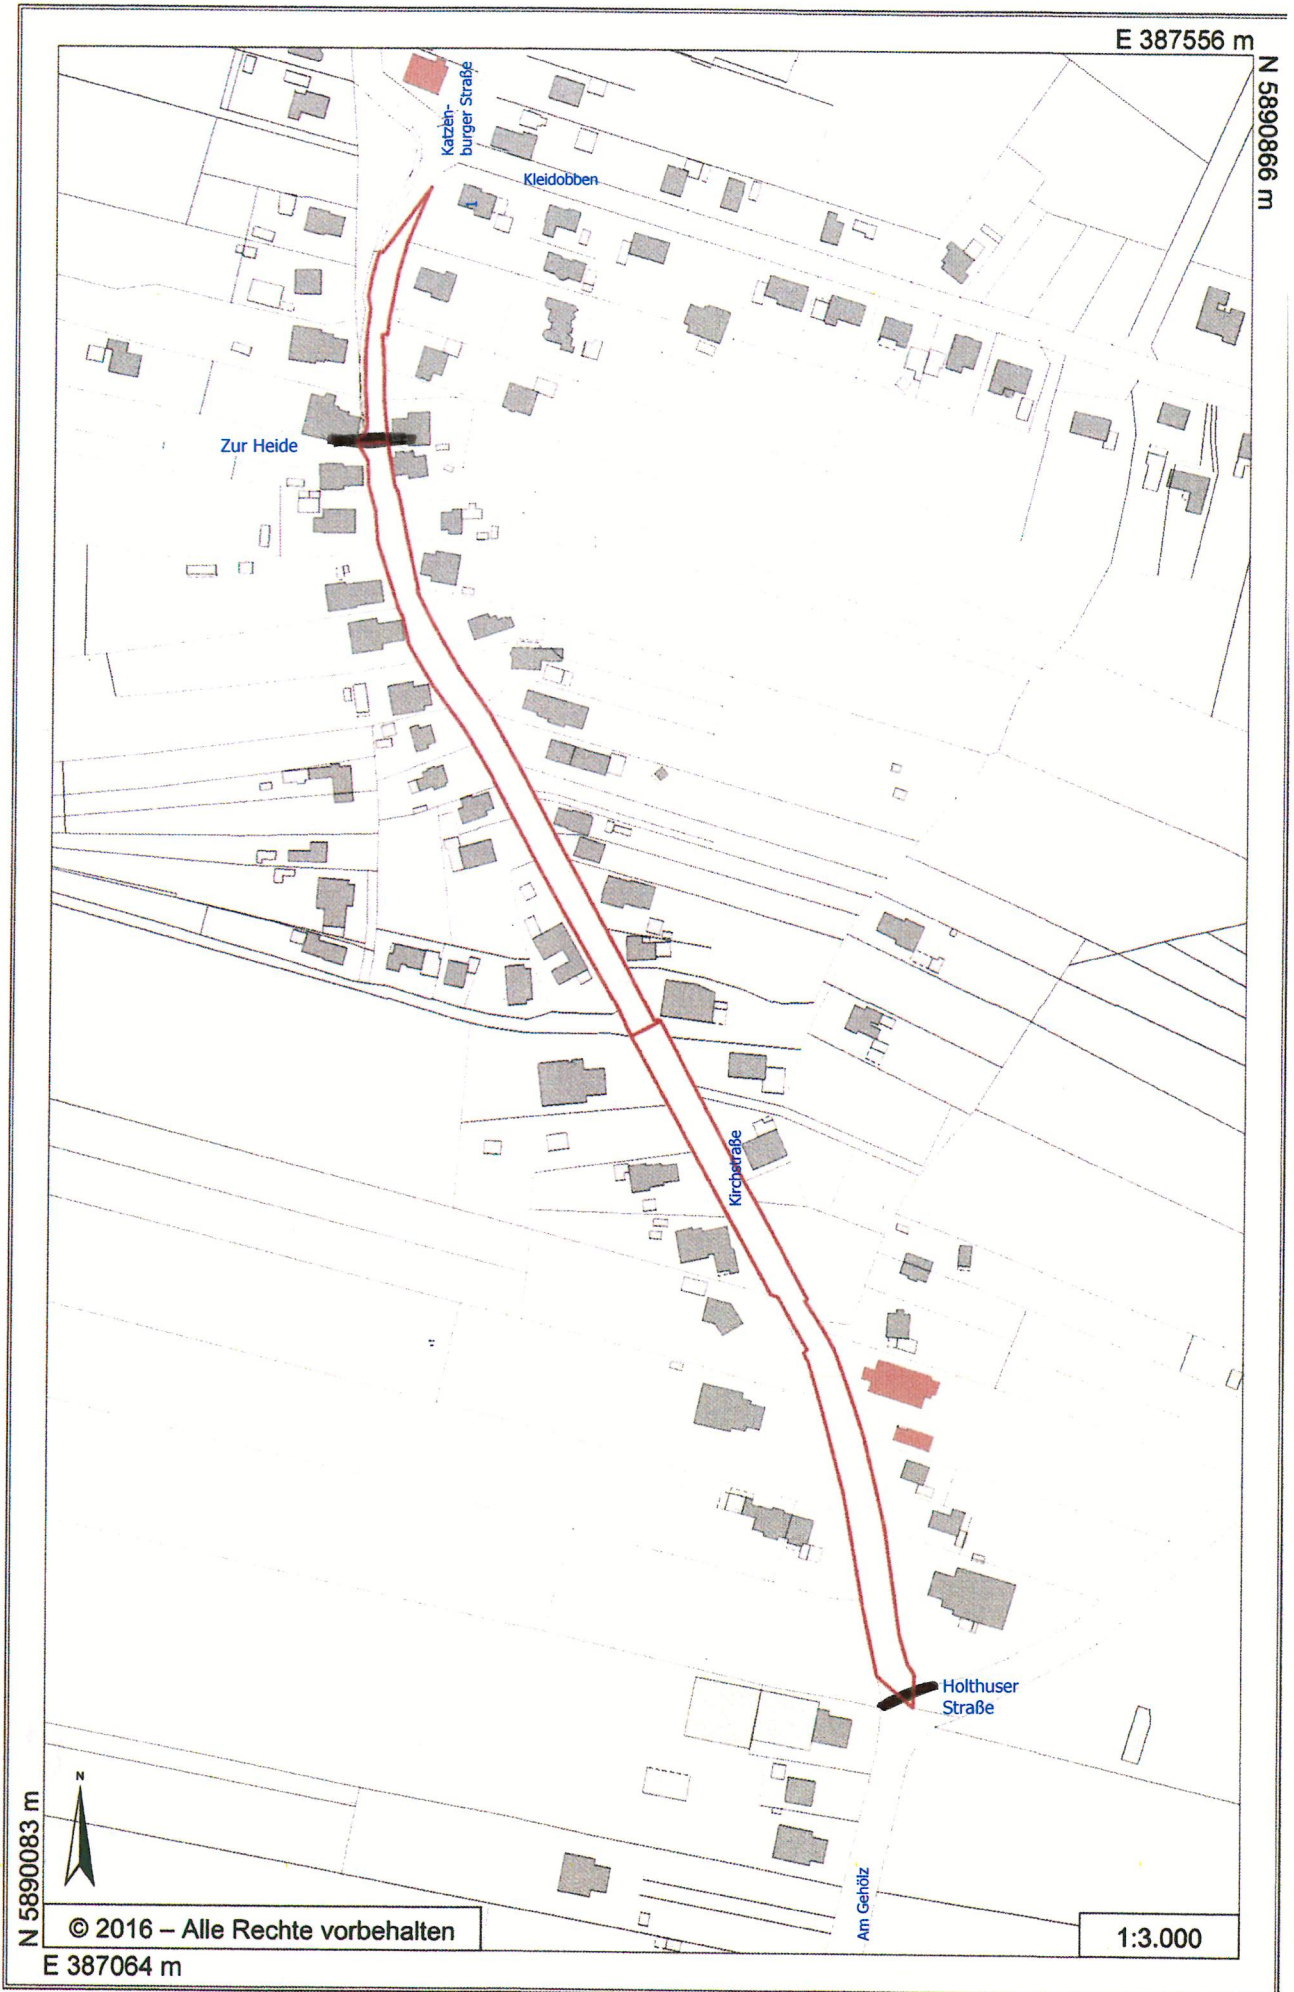 E 387556 m
N 5890866 m
Katzen-
burger Straße
Kleidobben
1
Zur Heide
Kirchstraße
Holthuser
Straße
Am Gehölz
N
N 5890083 m
© 2016 – Alle Rechte vorbehalten
1:3.000
E 387064 m